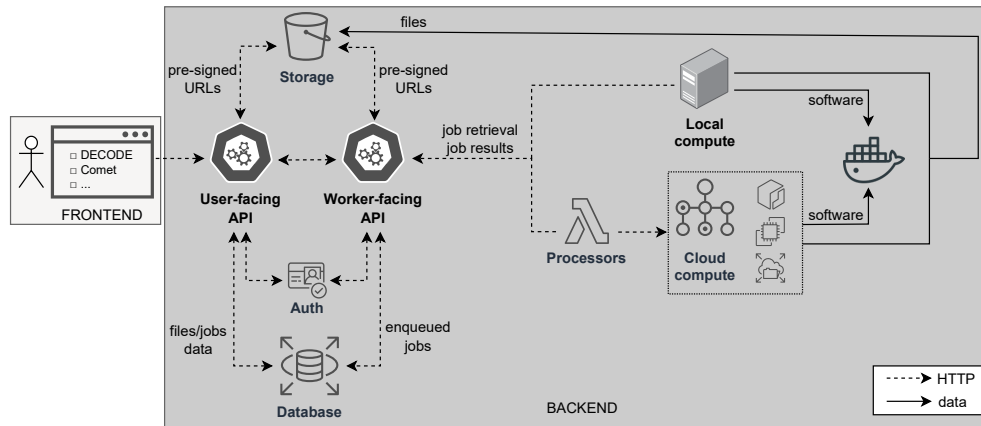 files
Storage
pre-signed
URLs
pre-signed
URLs
Local
compute
software
job retrieval
job results
DECODE
Comet
...
FRONTEND
User-facing
API
Worker-facing
API
Processors
Cloud
compute
software
Auth
files/jobs
data
enqueued
jobs
Database
BACKEND
HTTP
data